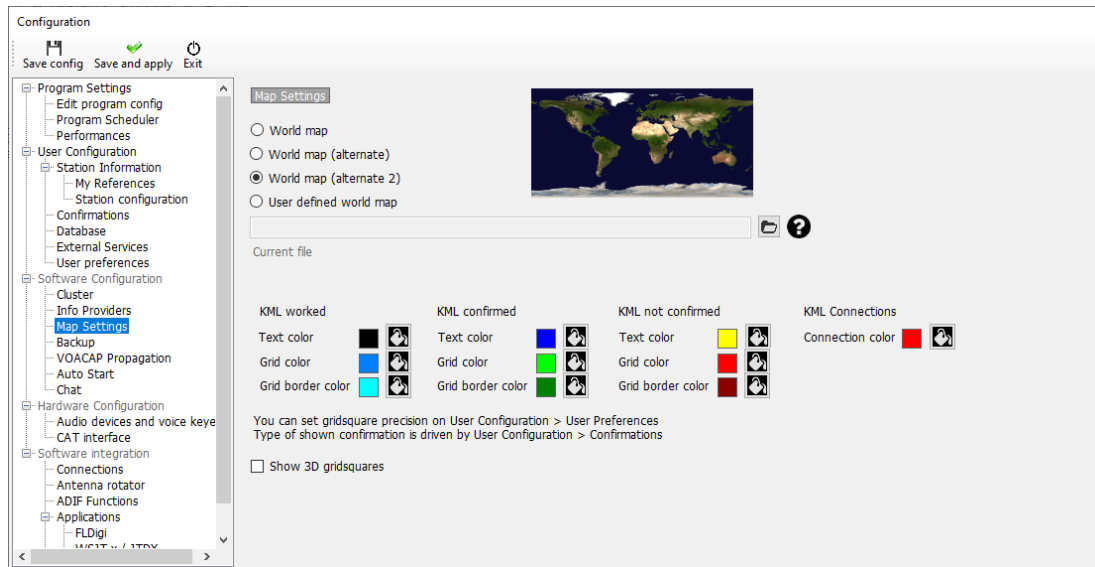 Configuration
Save config Save and apply Exit
Program Settings
Edit program config
Program Scheduler
Performances
User Configuration
Station Information
My References
Station configuration
Confirmations
Database
External Services
User preferences
Software Configuration
Cluster
Info Providers
Map Settings
Backup
VOACAP Propagation
Auto Start
Chat
Hardware Configuration
Audio devices and voice keye
CAT interface
Software integration
Connections
Antenna rotator
ADIF Functions
Applications
FLDigi
WSJT-x / JTDX
Map Settings
World map
World map (alternate)
World map (alternate 2)
User defined world map
?
Current file
KML worked
Text color
Grid color
Grid border color
KML confirmed
Text color
Grid color
Grid border color
KML not confirmed
Text color
Grid color
Grid border color
KML Connections
Connection color
You can set gridsquare precision on User Configuration > User Preferences
Type of shown confirmation is driven by User Configuration > Confirmations
Show 3D gridsquares